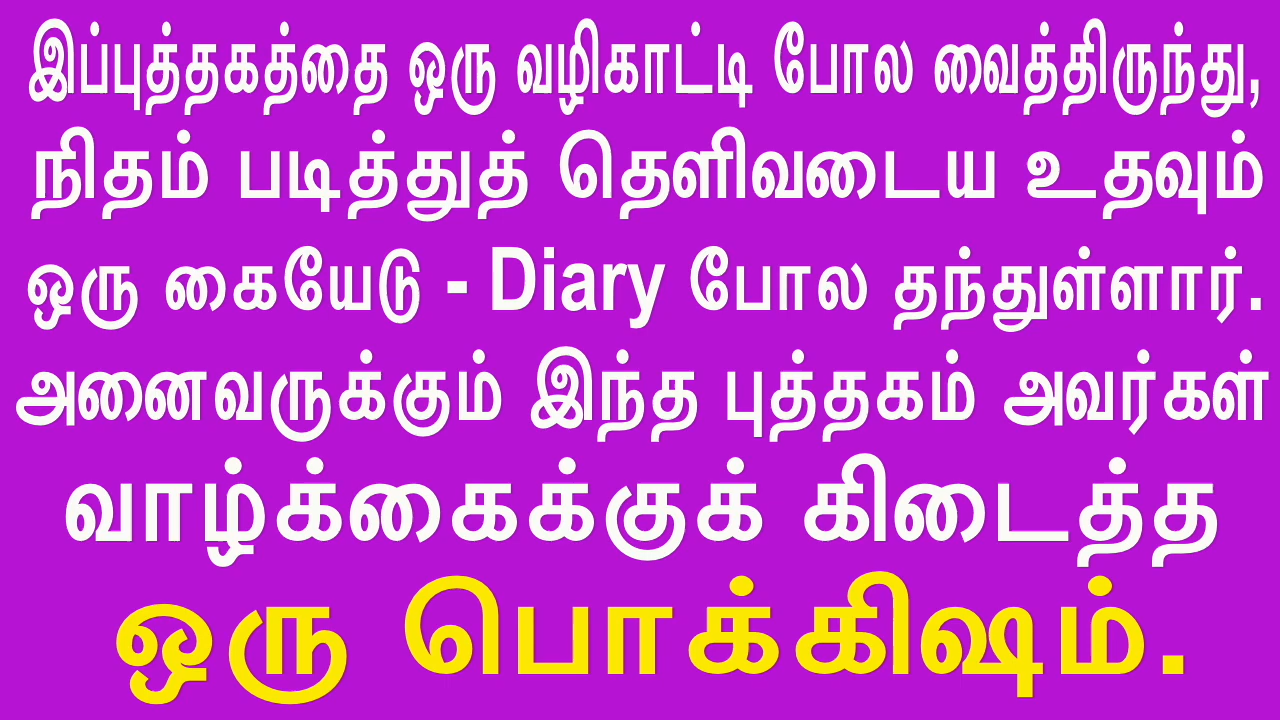 இப்புத்தகத்தை ஒரு வழிகாட்டி போல வைத்திருந்து,
நிதம் படித்துத் தெளிவடைய உதவும்
ஒரு கையேடு - Diary போல தந்துள்ளார்.
அனைவருக்கும் இந்த புத்தகம் அவர்கள்
வாழ்க்கைக்குக் கிடைத்த
ஒரு பொக்கிஷம்.